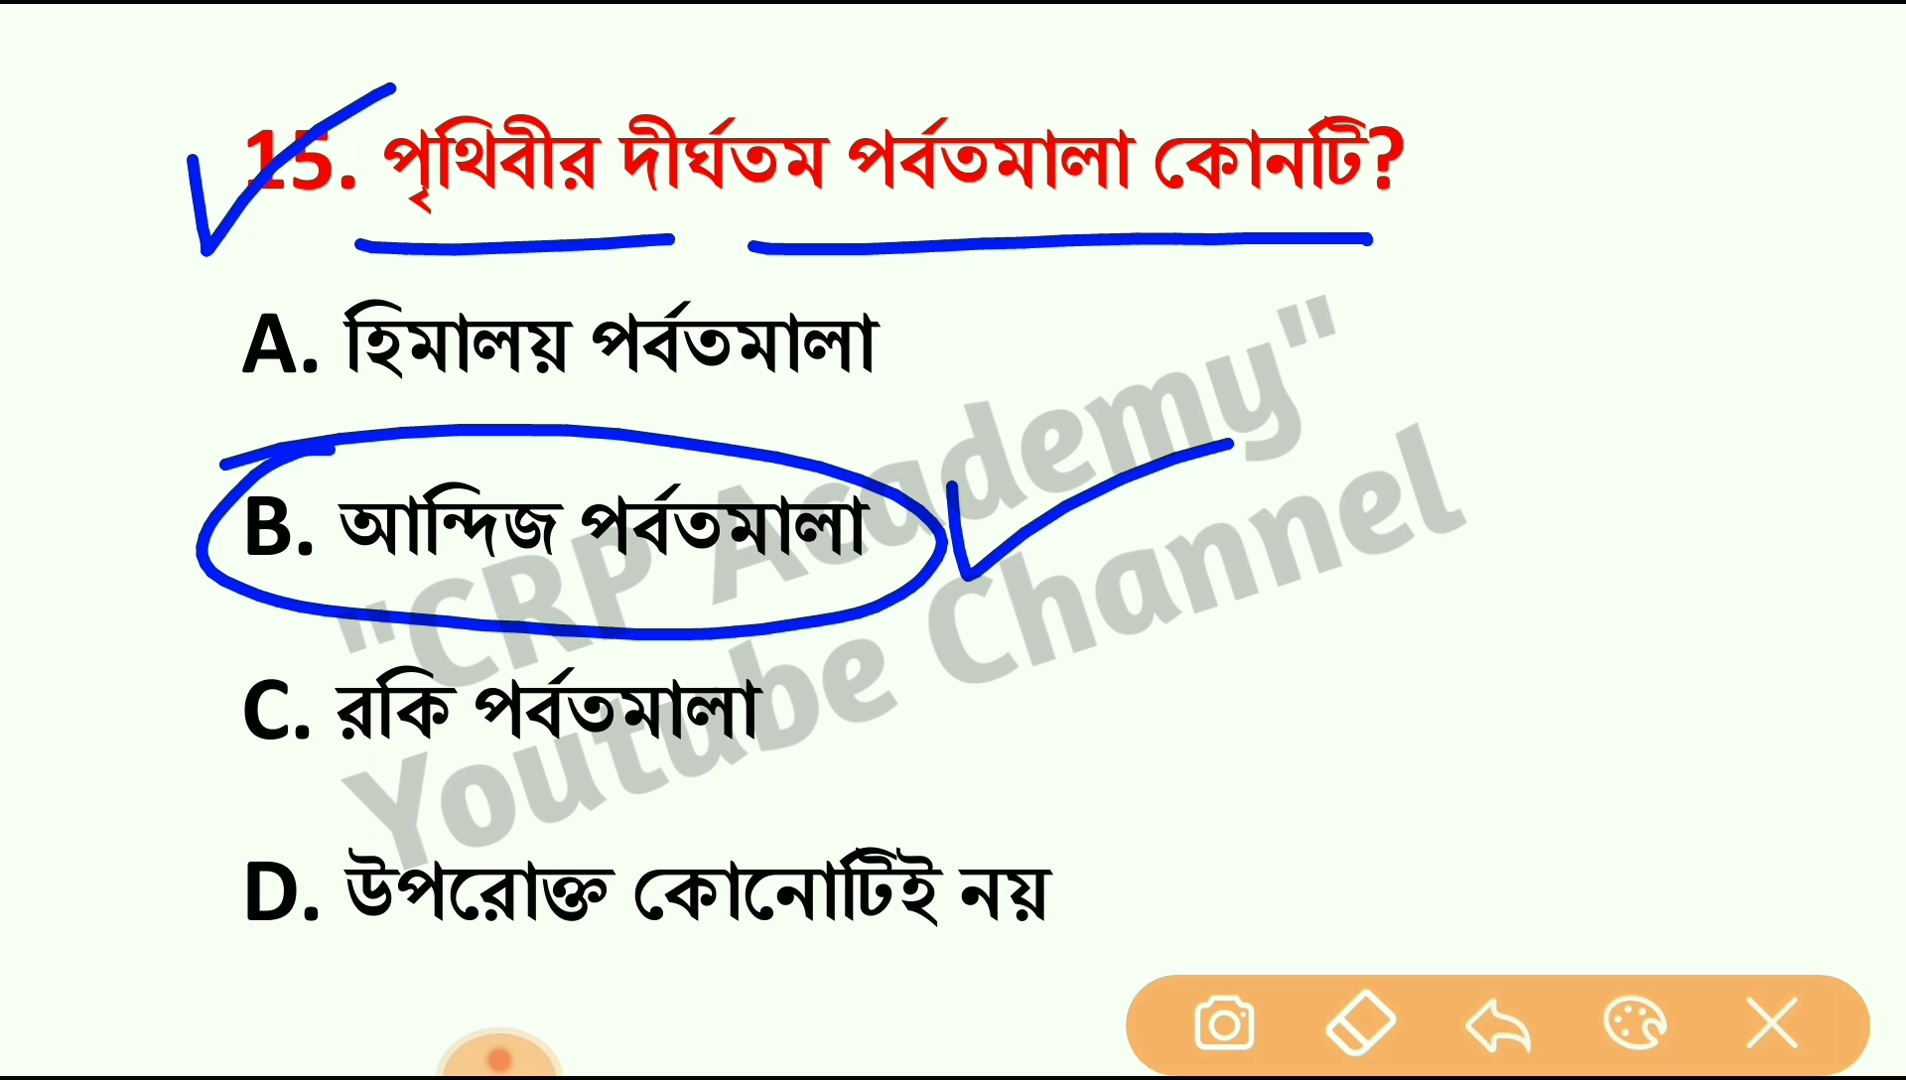 15. পৃথিবীর দীর্ঘতম পর্বতমালা কোনটি?
A. হিমালয় পর্বতমালা
B. আন্দিজ পর্বতমালা
C. রকি পর্বতমালা
D. উপরোক্ত কোনোটিই নয়
"CRP Academy"
Youtube Channel